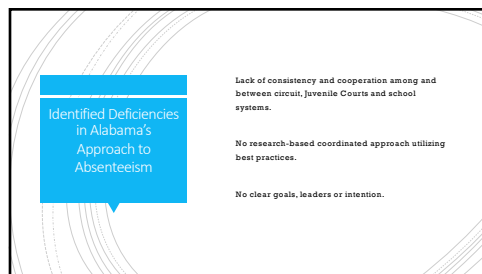 Identified Deficiencies
in Alabama's
Approach to
Absenteeism
Lack of consistency and cooperation among and
between circuit, Juvenile Courts and school
systems.
No research-based coordinated approach utilizing
best practices.
No clear goals, leaders or intention.